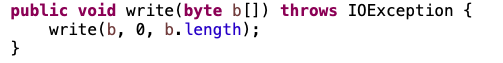 public void write(byte b[]) throws IOException {
    write(b, 0, b.length);
}